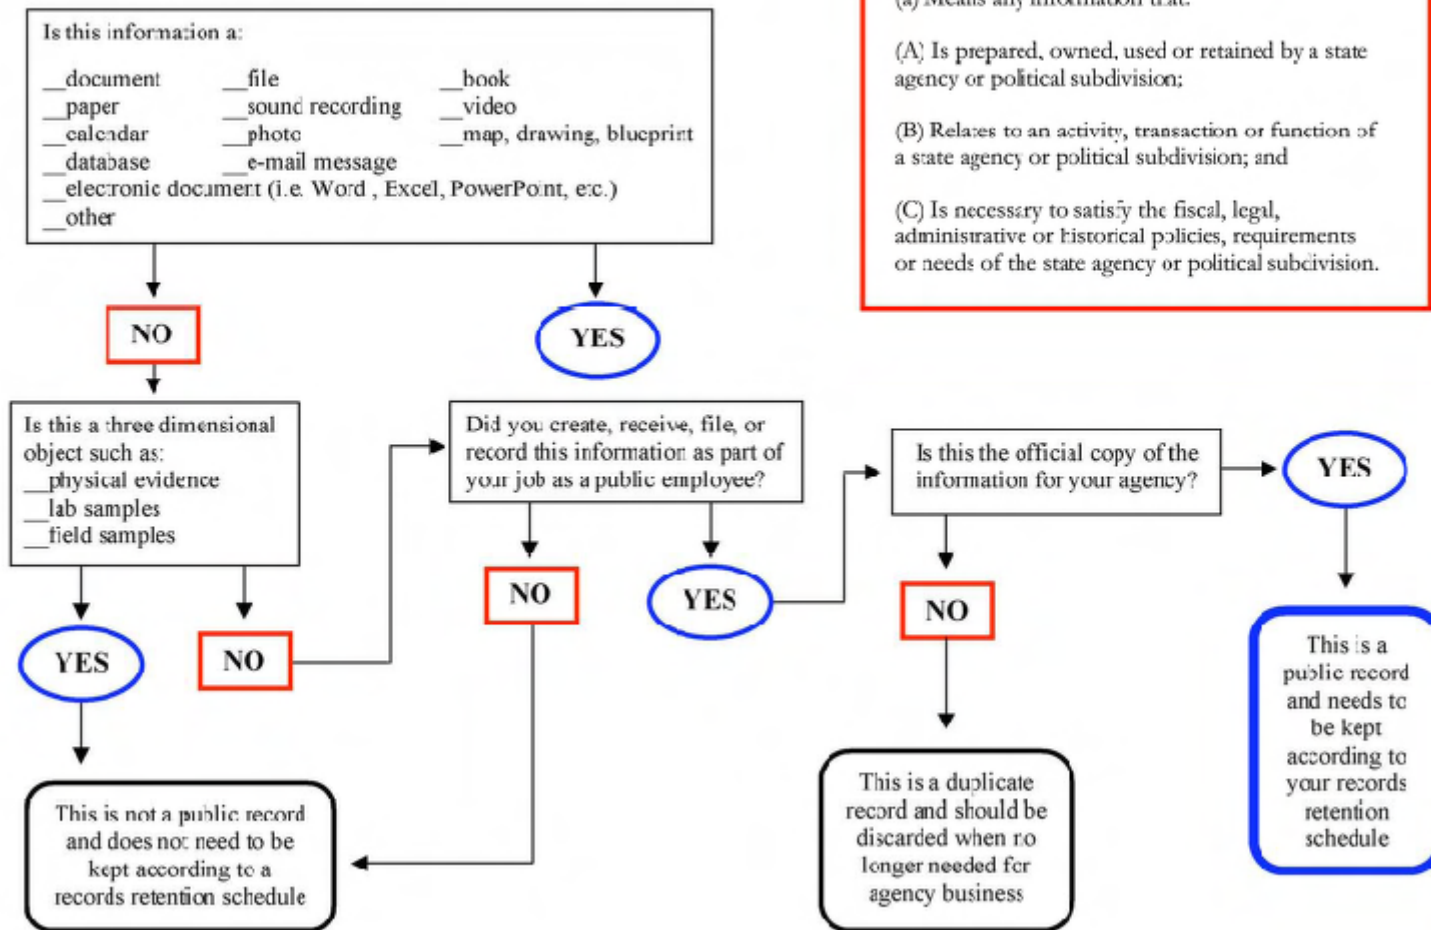 Is this information a:
__document __file __book
__paper __sound recording __video
__calendar __photo __map, drawing, blueprint
__database __e-mail message
__electronic document (i.e. Word , Excel, PowerPoint, etc.)
__other
(a) Means any information that:
(A) Is prepared, owned, used or retained by a state
agency or political subdivision;
(B) Relates to an activity, transaction or function of
a state agency or political subdivision; and
(C) Is necessary to satisfy the fiscal, legal,
administrative or historical policies, requirements
or needs of the state agency or political subdivision.
NO
YES
Is this a three dimensional
object such as:
__physical evidence
__lab samples
__field samples
Did you create, receive, file, or
record this information as part of
your job as a public employee?
Is this the official copy of the
information for your agency?
YES
NO
YES
NO
YES
NO
This is not a public record
and does not need to be
kept according to a
records retention schedule
This is a duplicate
record and should be
discarded when no
longer needed for
agency business
This is a
public record
and needs to
be kept
according to
your records
retention
schedule